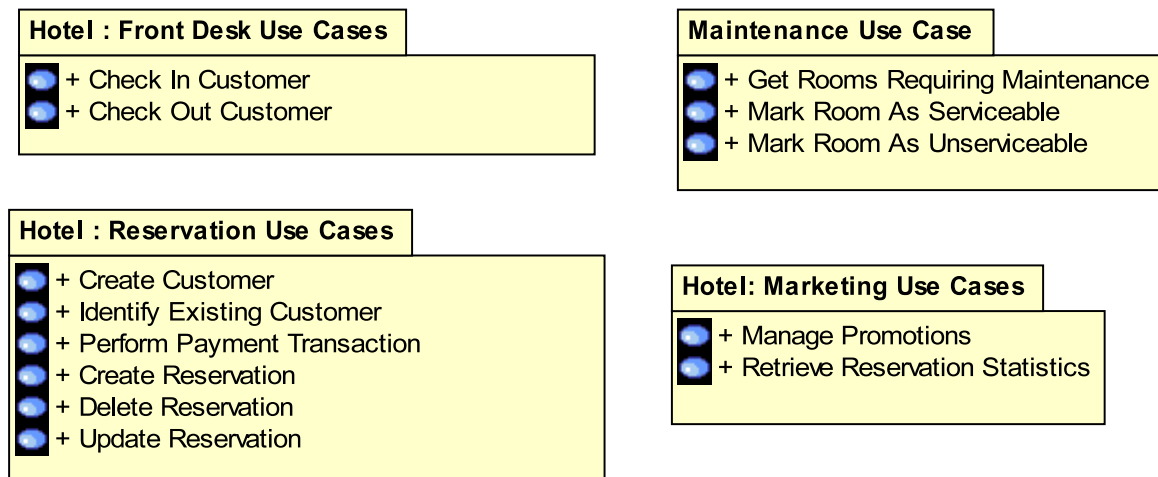 Hotel : Front Desk Use Cases
+ Check In Customer
+ Check Out Customer
Maintenance Use Case
+ Get Rooms Requiring Maintenance
+ Mark Room As Serviceable
+ Mark Room As Unserviceable
Hotel : Reservation Use Cases
+ Create Customer
+ Identify Existing Customer
+ Perform Payment Transaction
+ Create Reservation
+ Delete Reservation
+ Update Reservation
Hotel: Marketing Use Cases
+ Manage Promotions
+ Retrieve Reservation Statistics